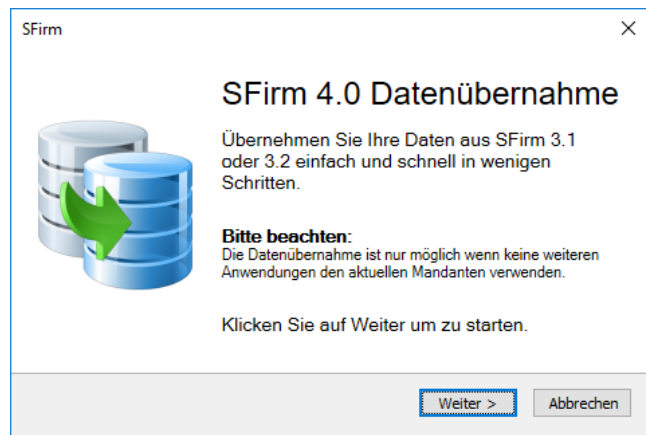 SFirm
SFirm 4.0 Datenübernahme
Übernehmen Sie Ihre Daten aus SFirm 3.1
oder 3.2 einfach und schnell in wenigen
Schritten.
Bitte beachten:
Die Datenübernahme ist nur möglich wenn keine weiteren
Anwendungen den aktuellen Mandanten verwenden.
Klicken Sie auf Weiter um zu starten.
Weiter >
Abbrechen